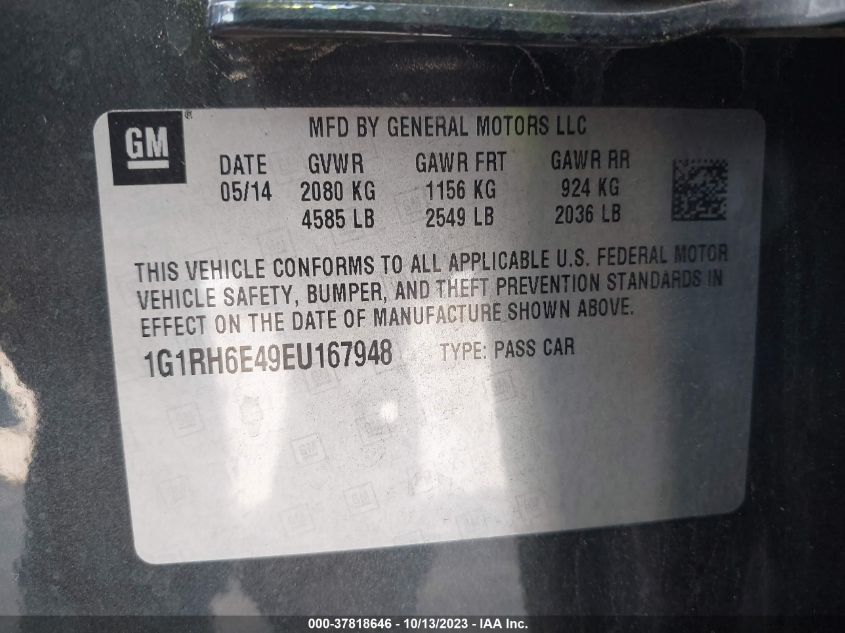 GM®
MFD BY GENERAL MOTORS LLC
DATE GVWR GAWR FRT GAWR RR
05/14 2080 KG 1156 KG 924 KG
4585 LB 2549 LB 2036 LB
THIS VEHICLE CONFORMS TO ALL APPLICABLE U.S. FEDERAL MOTOR
VEHICLE SAFETY, BUMPER, AND THEFT PREVENTION STANDARDS IN
EFFECT ON THE DATE OF MANUFACTURE SHOWN ABOVE.
1G1RH6E49EU167948 TYPE: PASS CAR
000-37818646 - 10/13/2023 - IAA Inc.